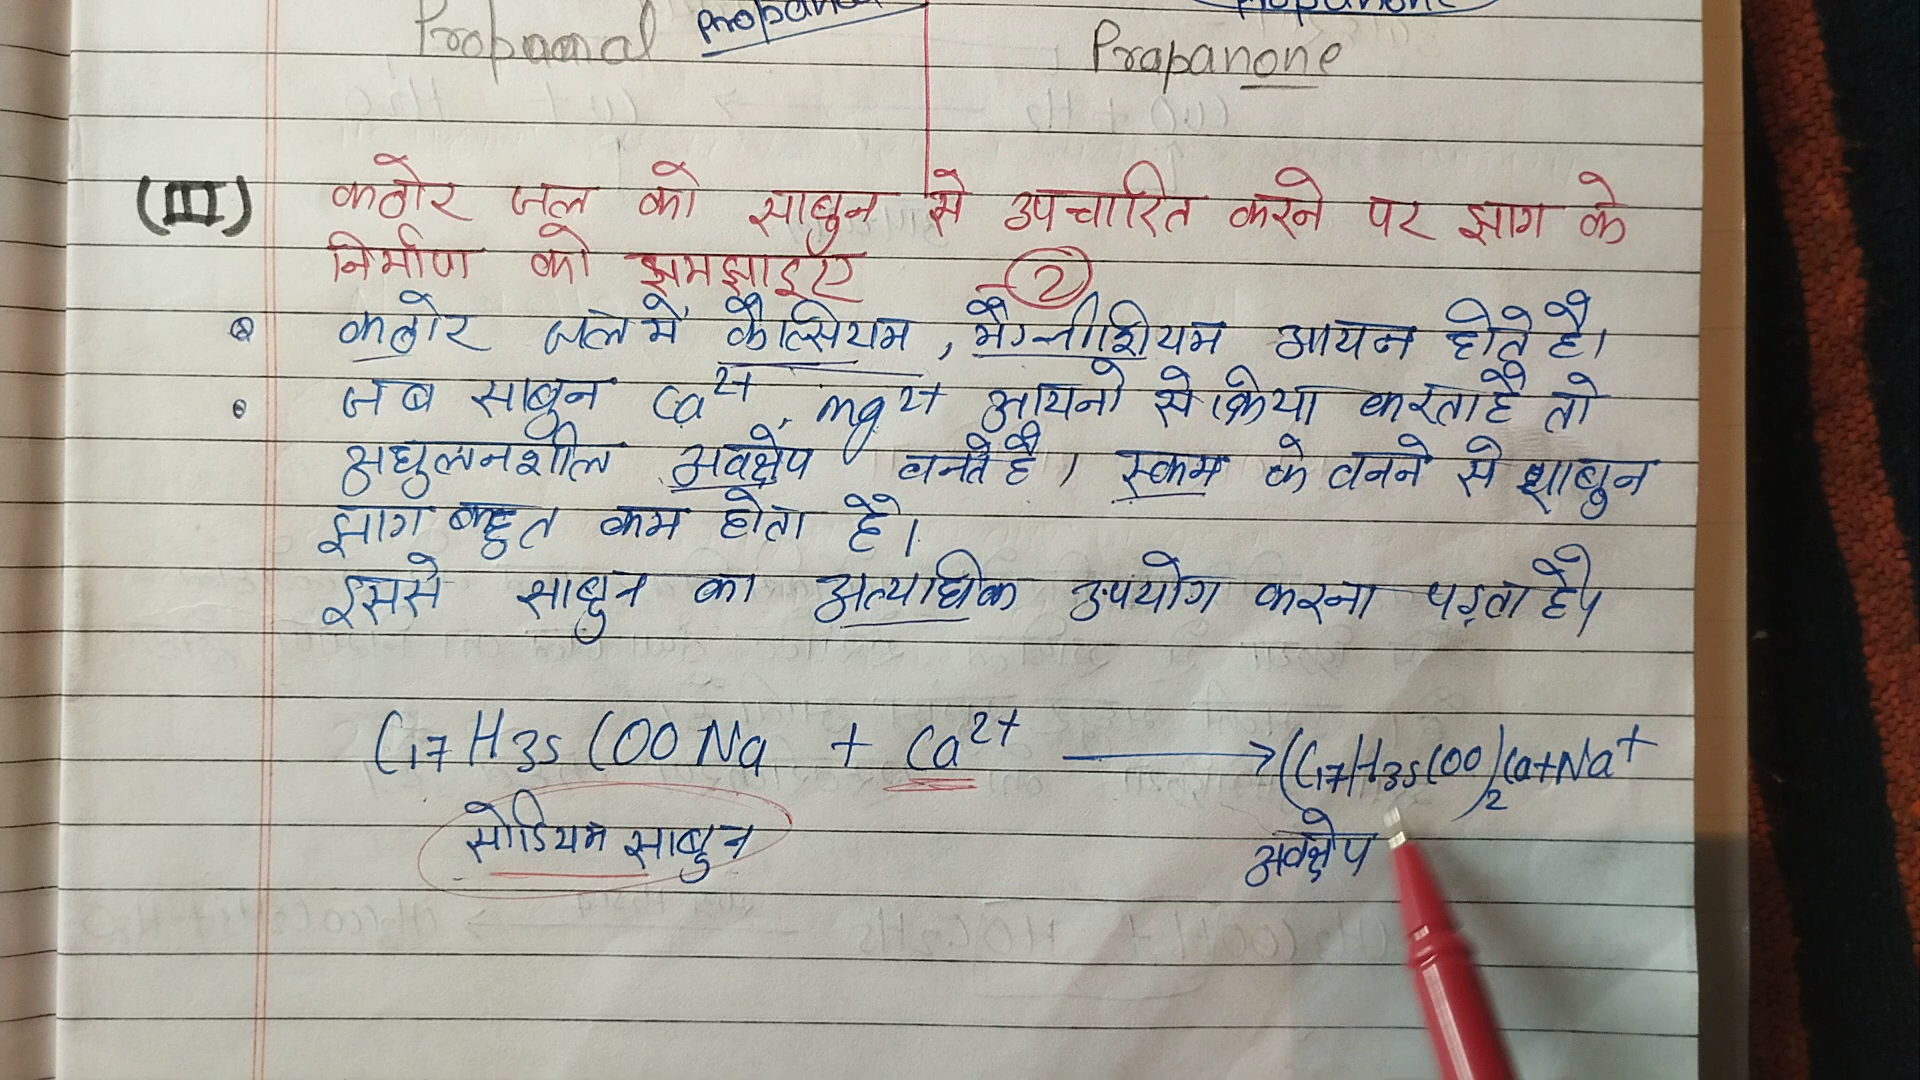 Propanal
Propanone
(III) कठोर जल को साबुन से उपचारित करने पर झाग के
निर्माण को झमझाइए (2)
कठोर जल में कैल्सियम, मैग्नीशियम आयन होते है।
जब साबुन Ca²⁺, mg²⁺ आयनो से क्रिया करता है तो
अघुलनशील अवक्षेप बनते है। स्कम के बनने से शाबुन
झाग बहुत कम होता है।
इससे साबुन का अत्याधिक उपयोग करना पड़ता है।
C17H35COONa + Ca²⁺ ⟶ (C17H35COO)2Ca+Na⁺
सोडियम साबुन अवक्षेप